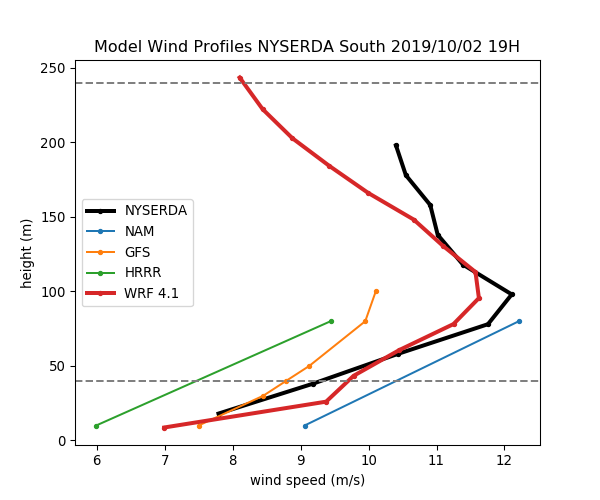 Model Wind Profiles NYSERDA South 2019/10/02 19H
250
200
150
100
50
0
height (m)
NYSERDA
NAM
GFS
HRRR
WRF 4.1
6 7 8 9 10 11 12
wind speed (m/s)